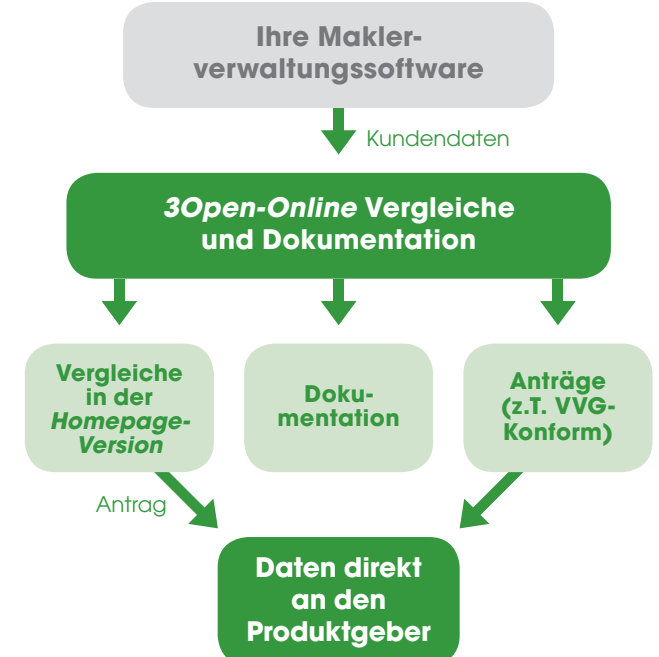 Ihre Makler-
verwaltungssoftware
Kundendaten
3Open-Online Vergleiche
und Dokumentation
Vergleiche
in der
Homepage-
Version
Doku-
mentation
Anträge
(z.T. VVG-
Konform)
Antrag
Daten direkt
an den
Produktgeber